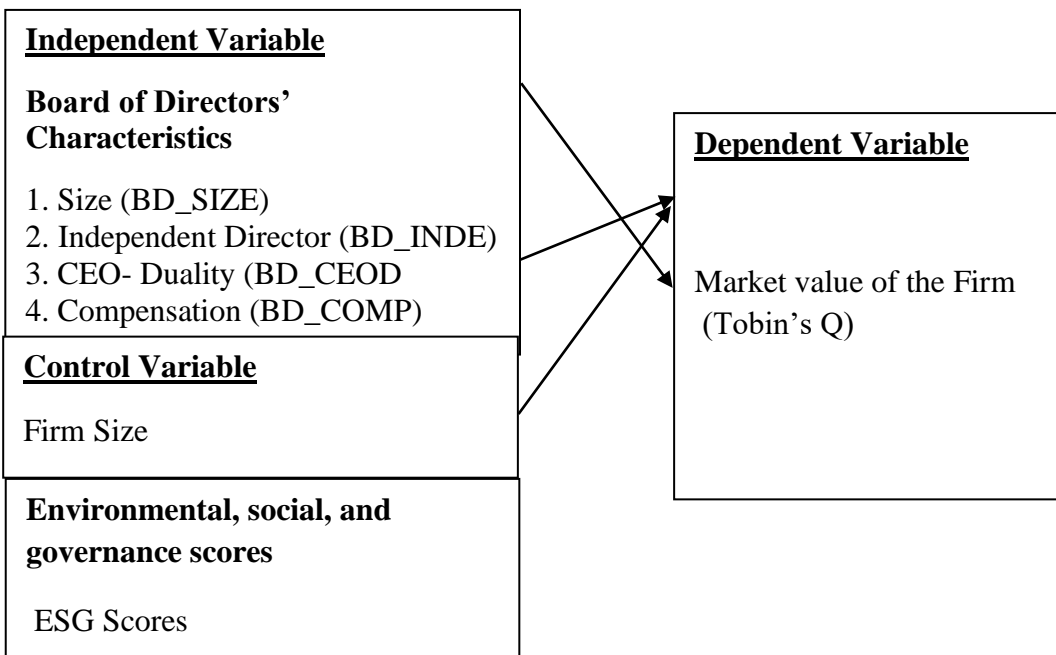 Independent Variable
Board of Directors’
Characteristics
1. Size (BD_SIZE)
2. Independent Director (BD_INDE)
3. CEO- Duality (BD_CEOD
4. Compensation (BD_COMP)
Control Variable
Firm Size
Environmental, social, and
governance scores
ESG Scores
Dependent Variable
Market value of the Firm
(Tobin’s Q)